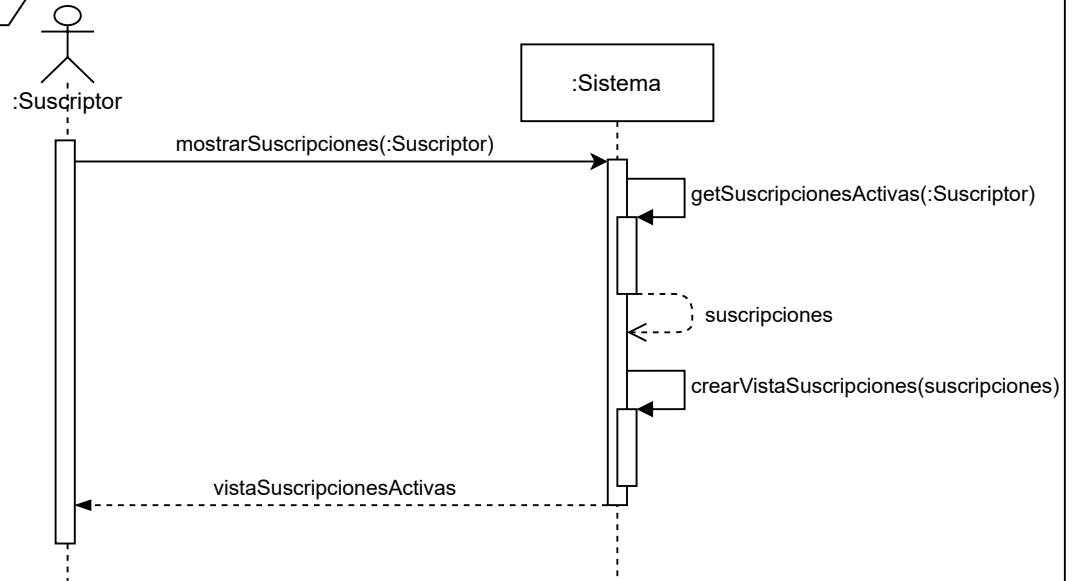 :Suscriptor
:Sistema
mostrarSuscripciones(:Suscriptor)
getSuscripcionesActivas(:Suscriptor)
suscripciones
crearVistaSuscripciones(suscripciones)
vistaSuscripcionesActivas